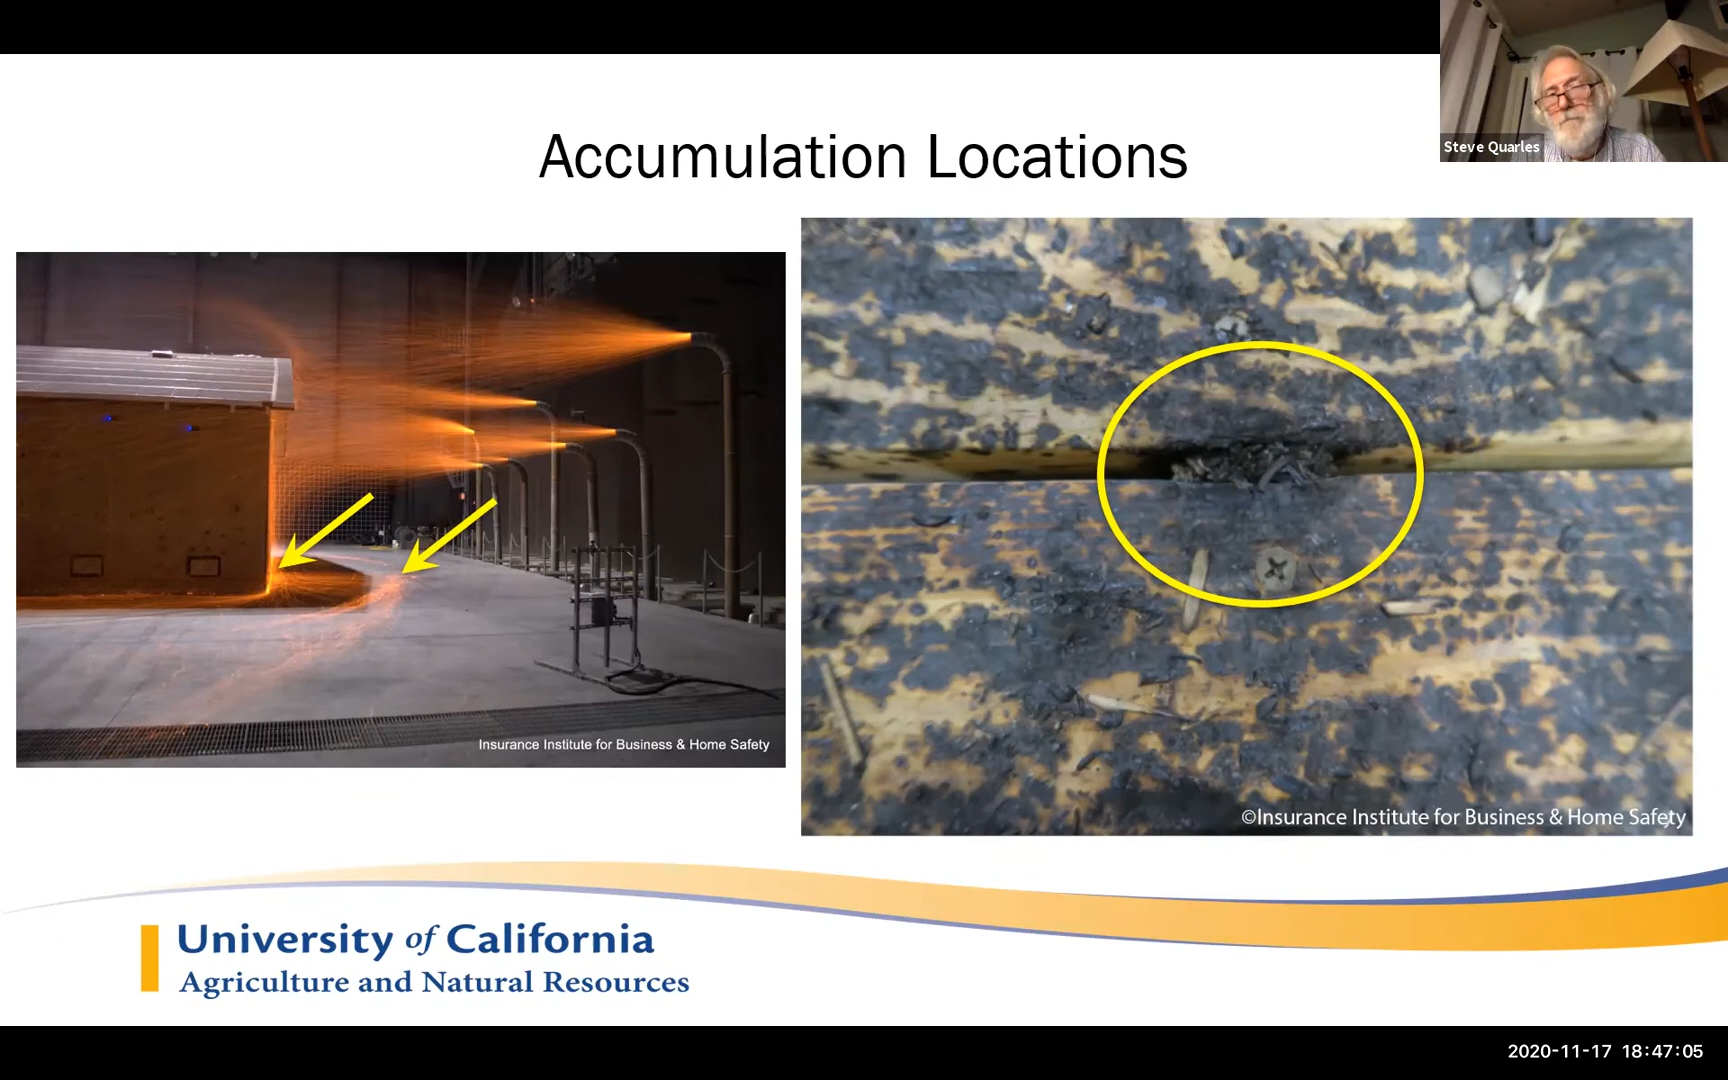 Steve Quarles
Accumulation Locations
Insurance Institute for Business & Home Safety
©Insurance Institute for Business & Home Safety
University of California
Agriculture and Natural Resources
2020-11-17 18:47:05